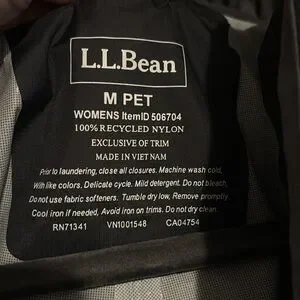 L.L.Bean
M PET
WOMENS ItemID 506704
100% RECYCLED NYLON
EXCLUSIVE OF TRIM
MADE IN VIET NAM
Prior to laundering, close all closures. Machine wash cold,
With like colors. Delicate cycle. Mild detergent. Do not bleach,
Do not use fabric softeners. Tumble dry low, Remove promptly
Cool iron if needed, Avoid iron on trims. Do not dry clean.
RN71341 VN1001548 CA04754